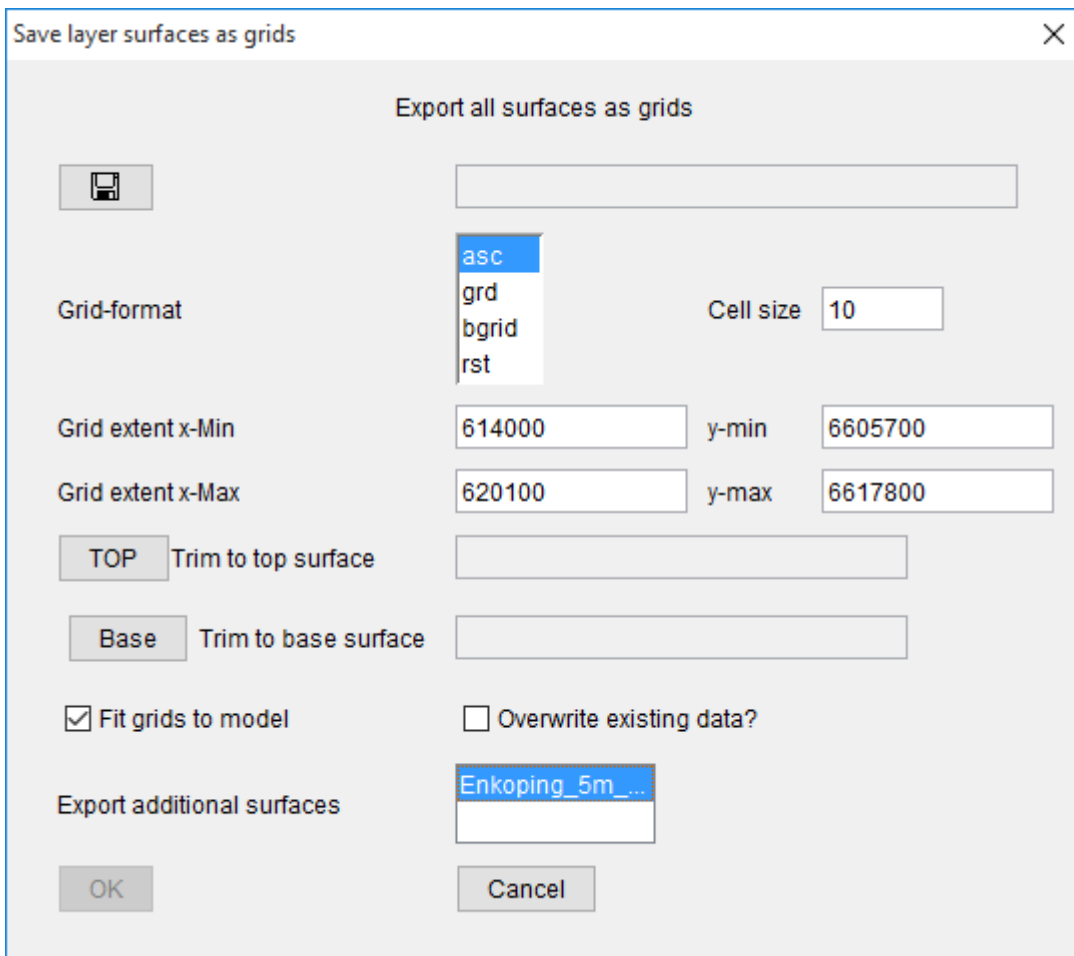 Save layer surfaces as grids
Export all surfaces as grids
asc
grd
Grid-format Cell size 10
bgrid
rst
Grid extent x-Min 614000 y-min 6605700
Grid extent x-Max 620100 y-max 6617800
TOP Trim to top surface
Base Trim to base surface
Fit grids to model Overwrite existing data?
Enkoping_5m_...
Export additional surfaces
OK Cancel